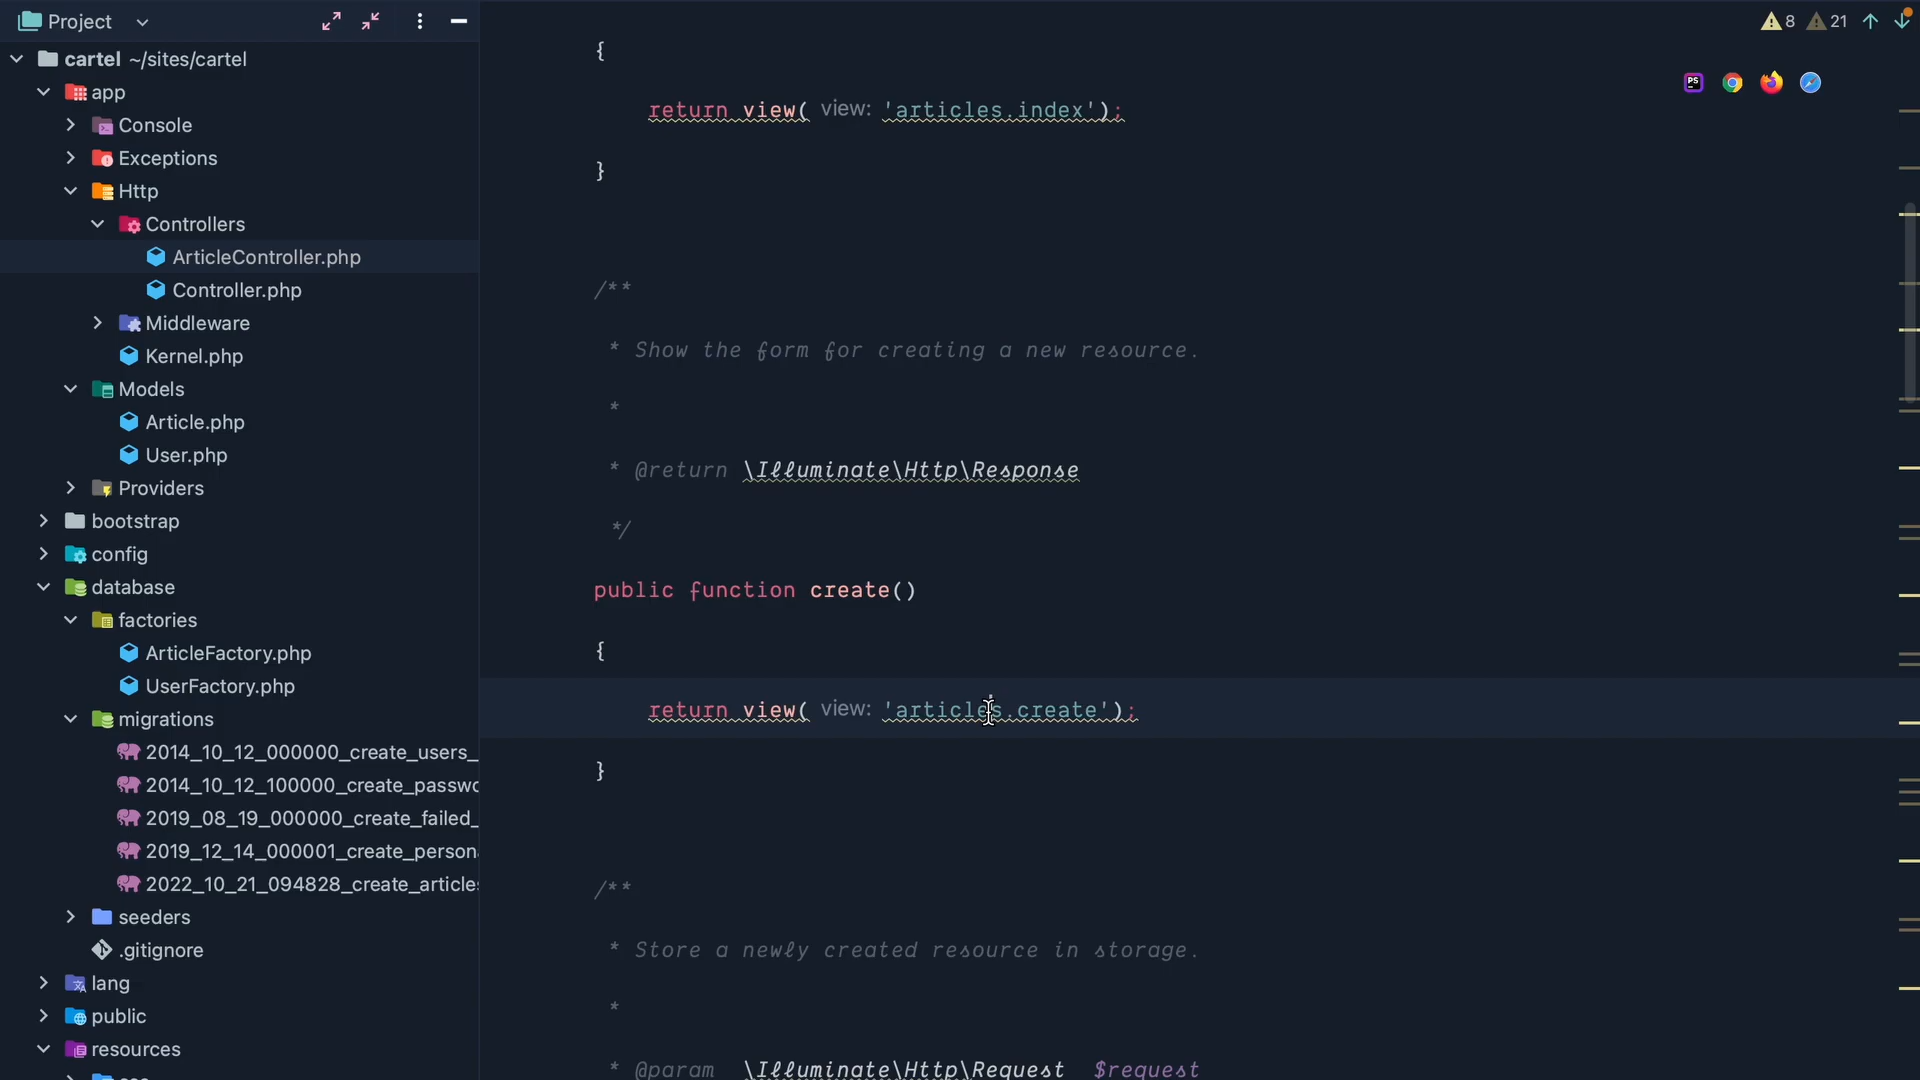 Project
8 21
cartel ~/sites/cartel
app
Console
Exceptions
Http
Controllers
ArticleController.php
Controller.php
Middleware
Kernel.php
Models
Article.php
User.php
Providers
bootstrap
config
database
factories
ArticleFactory.php
UserFactory.php
migrations
2014_10_12_000000_create_users_
2014_10_12_100000_create_passwo
2019_08_19_000000_create_failed_
2019_12_14_000001_create_person
2022_10_21_094828_create_articles
seeders
.gitignore
lang
public
resources
PS
{
return view( view: 'articles.index');
}
/**
* Show the form for creating a new resource.
*
* @return \Illuminate\Http\Response
*/
public function create()
{
return view( view: 'articles.create');
}
/**
* Store a newly created resource in storage.
*
* @param \Illuminate\Http\Request $request